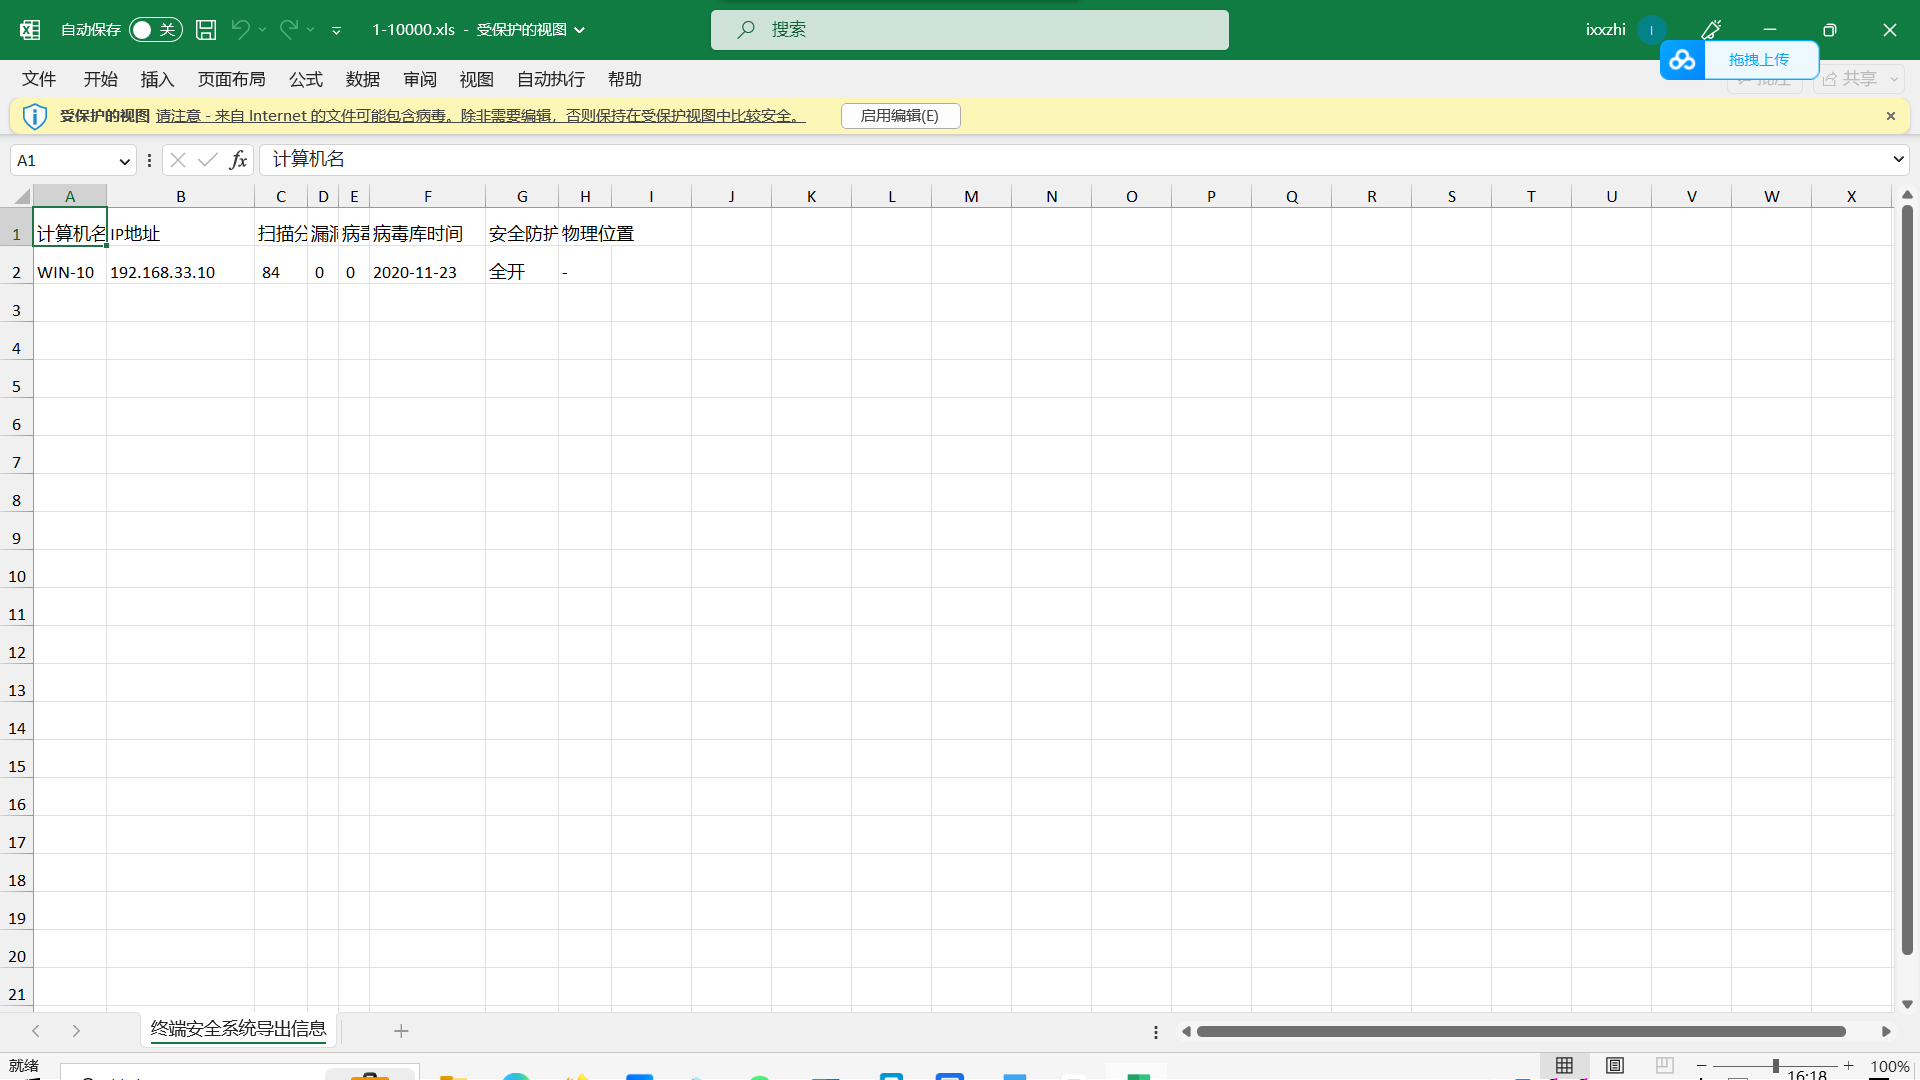 自动保存 关 1-10000.xls - 受保护的视图 搜索 ixxzhi I
拖拽上传
文件 开始 插入 页面布局 公式 数据 审阅 视图 自动执行 帮助 批注 共享
受保护的视图 请注意 - 来自 Internet 的文件可能包含病毒。除非需要编辑，否则保持在受保护视图中比较安全。 启用编辑(E)
A1 fx 计算机名
A B C D E F G H I J K L M N O P Q R S T U V W X
1 计算机名 IP地址 扫描分 漏洞 病毒 病毒库时间 安全防护 物理位置
2 WIN-10 192.168.33.10 84 0 0 2020-11-23 全开 -
3
4
5
6
7
8
9
10
11
12
13
14
15
16
17
18
19
20
21
终端安全系统导出信息
就绪 100%
16:18